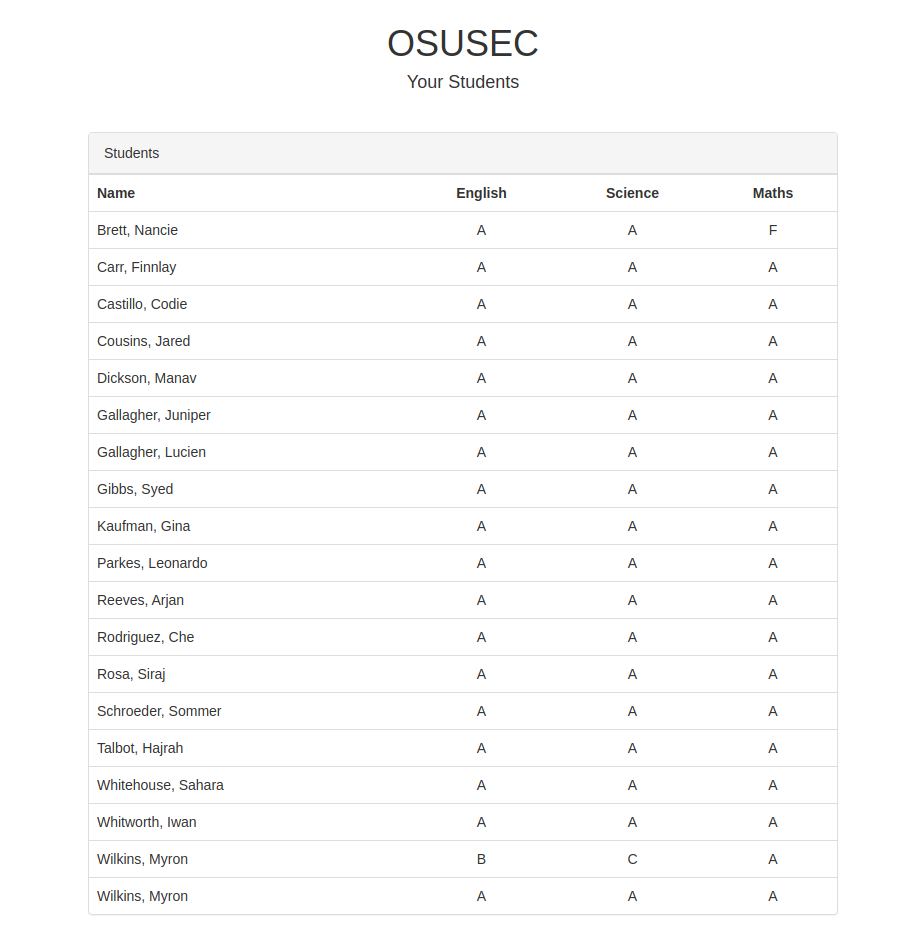 OSUSEC
Your Students
Students
Name English Science Maths
Brett, Nancie A A F
Carr, Finnlay A A A
Castillo, Codie A A A
Cousins, Jared A A A
Dickson, Manav A A A
Gallagher, Juniper A A A
Gallagher, Lucien A A A
Gibbs, Syed A A A
Kaufman, Gina A A A
Parkes, Leonardo A A A
Reeves, Arjan A A A
Rodriguez, Che A A A
Rosa, Siraj A A A
Schroeder, Sommer A A A
Talbot, Hajrah A A A
Whitehouse, Sahara A A A
Whitworth, Iwan A A A
Wilkins, Myron B C A
Wilkins, Myron A A A